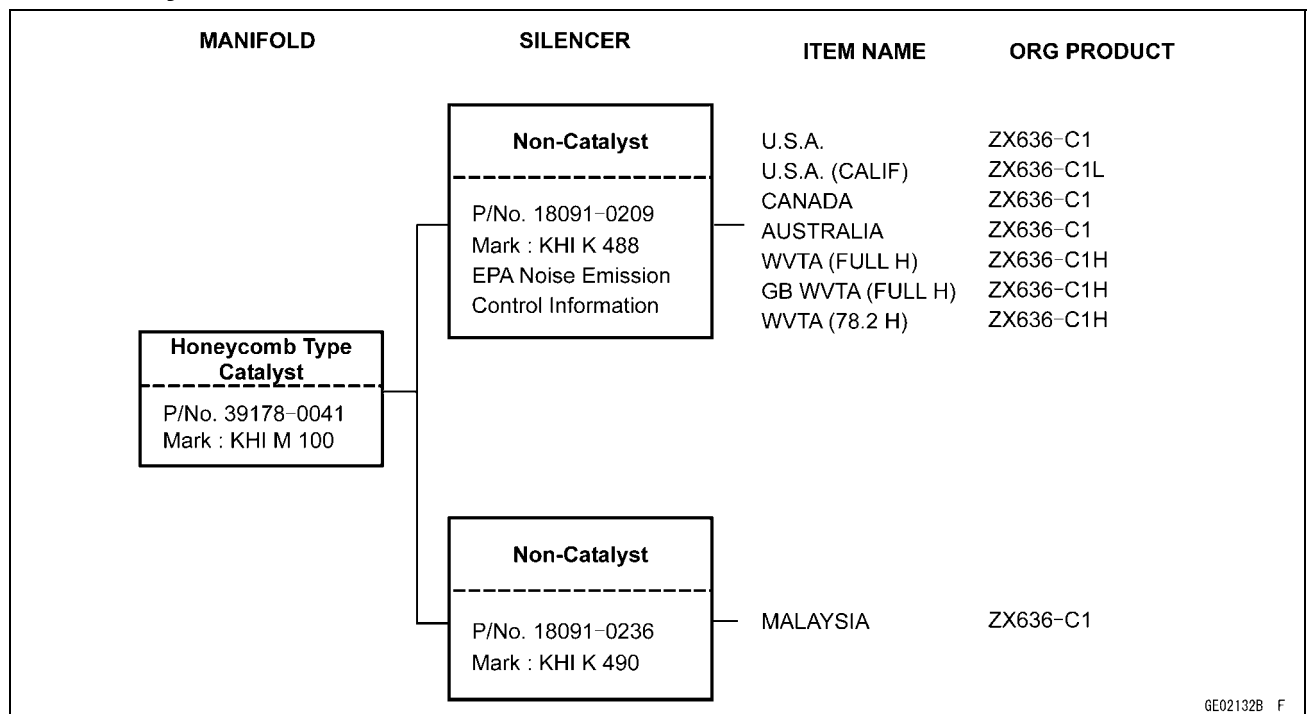 MANIFOLD SILENCER ITEM NAME ORG PRODUCT
Non-Catalyst
P/No. 18091-0209
Mark : KHI K 488
EPA Noise Emission
Control Information
U.S.A. ZX636-C1
U.S.A. (CALIF) ZX636-C1L
CANADA ZX636-C1
AUSTRALIA ZX636-C1
WVTA (FULL H) ZX636-C1H
GB WVTA (FULL H) ZX636-C1H
WVTA (78.2 H) ZX636-C1H
Honeycomb Type
Catalyst
P/No. 39178-0041
Mark : KHI M 100
Non-Catalyst
P/No. 18091-0236
Mark : KHI K 490
MALAYSIA ZX636-C1
GE02132B F